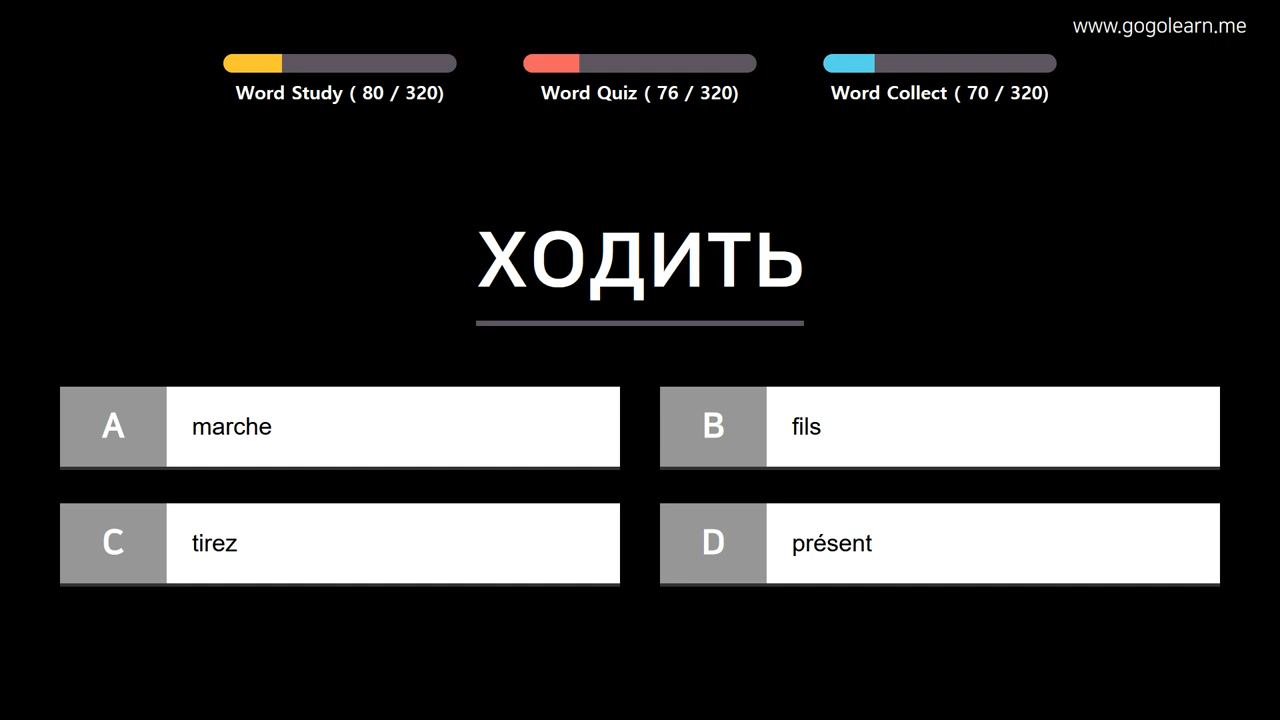 www.gogolearn.me
Word Study ( 80 / 320)
Word Quiz ( 76 / 320)
Word Collect ( 70 / 320)
ХОДИТЬ
A marche
B fils
C tirez
D présent